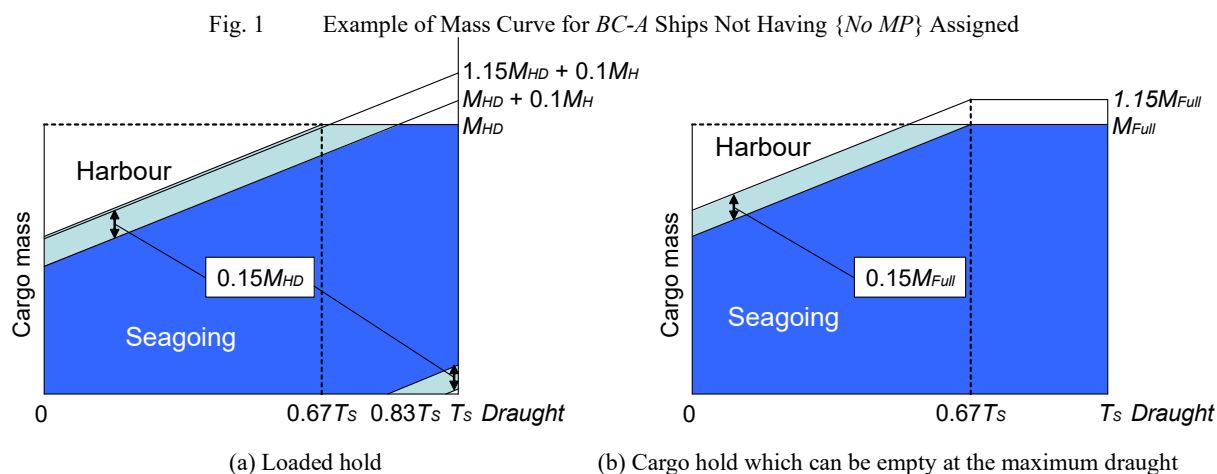 Fig. 1 Example of Mass Curve for BC-A Ships Not Having {No MP} Assigned
1.15MHD + 0.1MH
MHD + 0.1MH
MHD
Harbour
Cargo mass
0.15MHD
Seagoing
0 0.67TS 0.83TS TS Draught
(a) Loaded hold
1.15MFull
MFull
Harbour
Cargo mass
0.15MFull
Seagoing
0 0.67TS TS Draught
(b) Cargo hold which can be empty at the maximum draught